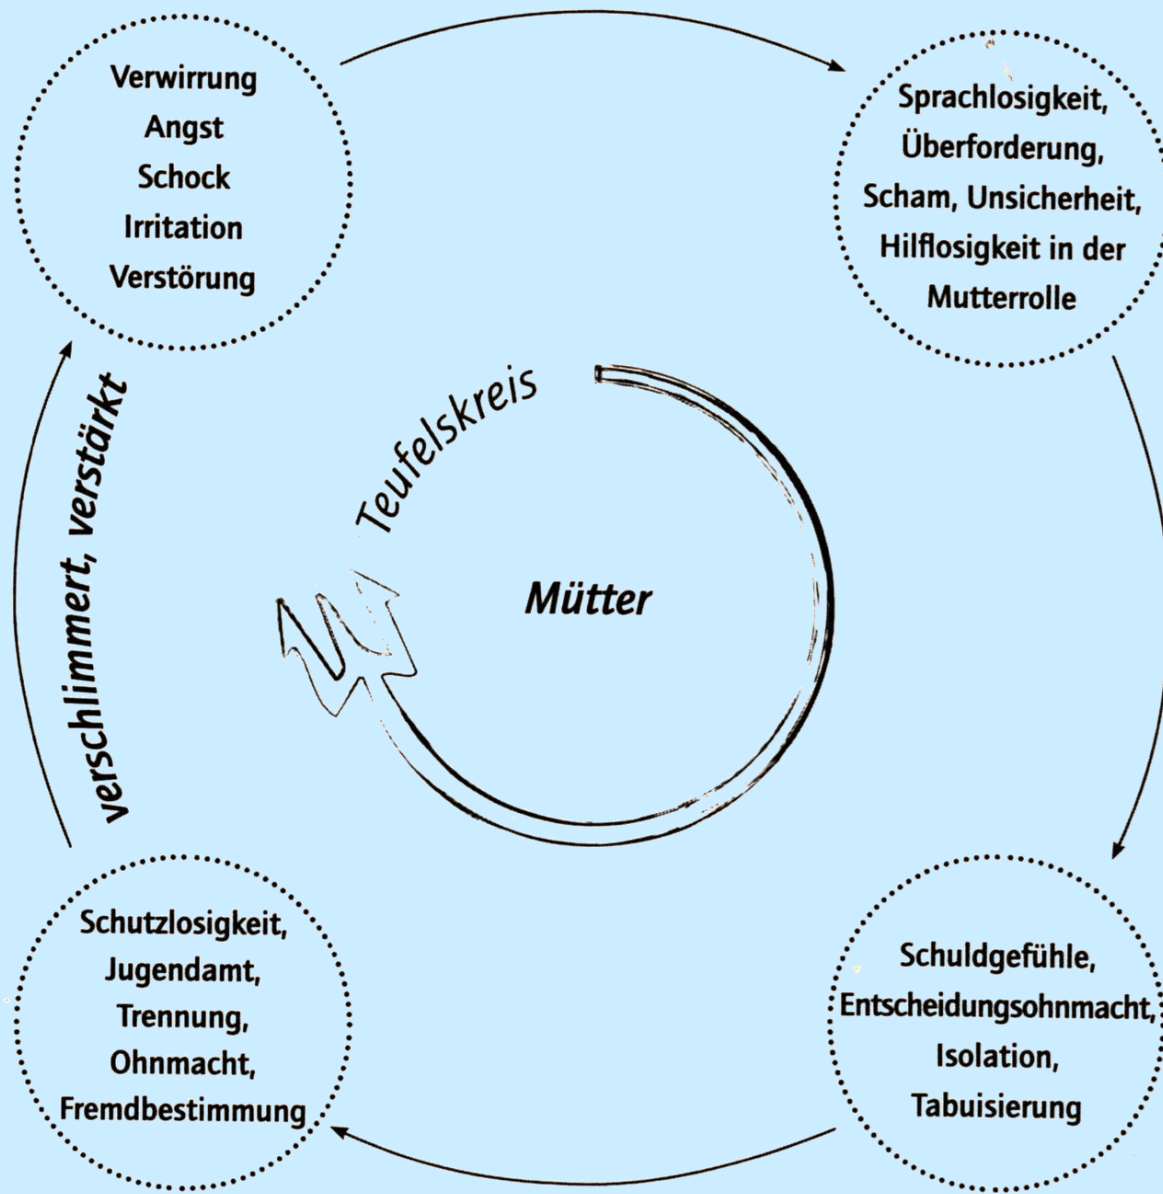 Verwirrung
Angst
Schock
Irritation
Verstörung
Sprachlosigkeit,
Überforderung,
Scham, Unsicherheit,
Hilflosigkeit in der
Mutterrolle
Teufelskreis
Mütter
verschlimmert, verstärkt
Schutzlosigkeit,
Jugendamt,
Trennung,
Ohnmacht,
Fremdbestimmung
Schuldgefühle,
Entscheidungsohnmacht,
Isolation,
Tabuisierung